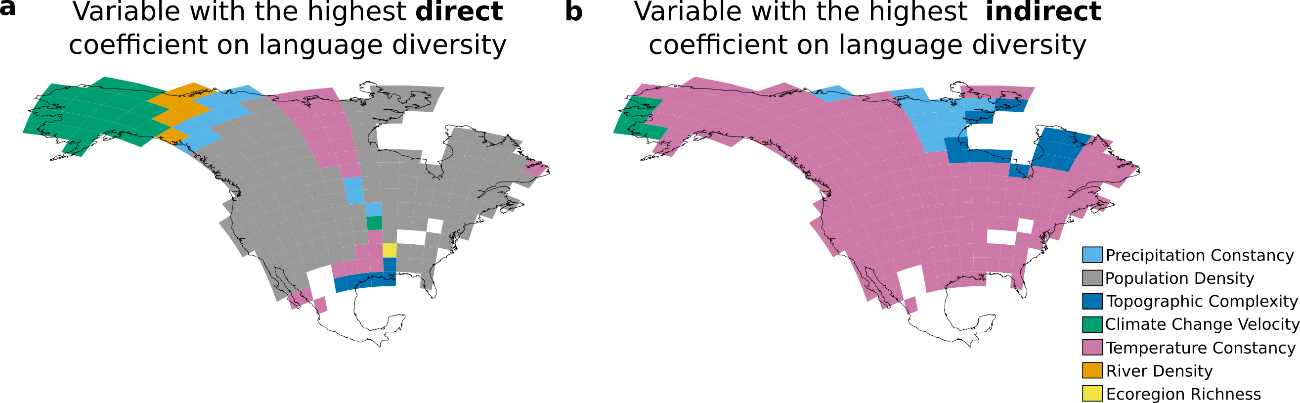 a
Variable with the highest direct
coefficient on language diversity
b
Variable with the highest indirect
coefficient on language diversity
Precipitation Constancy
Population Density
Topographic Complexity
Climate Change Velocity
Temperature Constancy
River Density
Ecoregion Richness